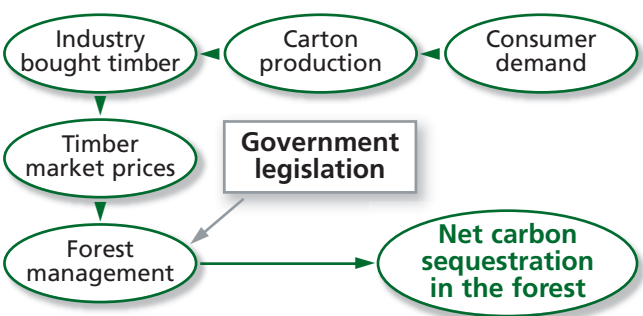 Industry
bought timber
Carton
production
Consumer
demand
Timber
market prices
Government
legislation
Forest
management
Net carbon
sequestration
in the forest